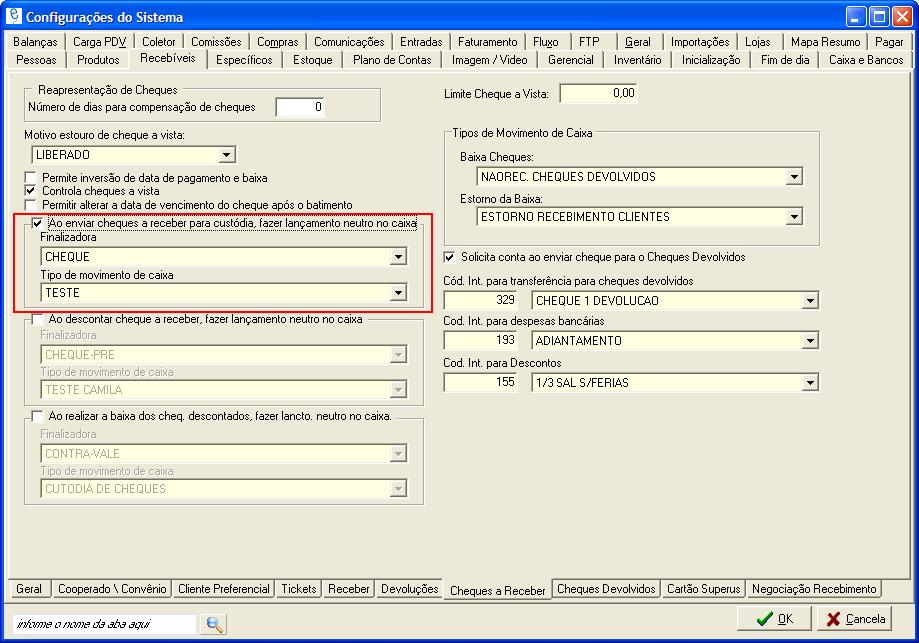 Configurações do Sistema
Balanças Carga PDV Coletor Comissões Compras Comunicações Entradas Faturamento Fluxo FTP Geral Importações Lojas Mapa Resumo Pagar
Pessoas Produtos Recebíveis Específicos Estoque Plano de Contas Imagem / Video Gerencial Inventário Inicialização Fim de dia Caixa e Bancos
Reapresentação de Cheques
Número de dias para compensação de cheques 0
Motivo estouro de cheque a vista:
LIBERADO
Permite inversão de data de pagamento e baixa
Controla cheques a vista
Permitir alterar a data de vencimento do cheque após o batimento
Ao enviar cheques a receber para custódia, fazer lançamento neutro no caixa
Finalizadora
CHEQUE
Tipo de movimento de caixa
TESTE
Ao descontar cheque a receber, fazer lançamento neutro no caixa
Finalizadora
CHEQUE-PRE
Tipo de movimento de caixa
TESTE CAMILA
Ao realizar a baixa dos cheq. descontados, fazer lancto. neutro no caixa.
Finalizadora
CONTRA-VALE
Tipo de movimento de caixa
CUTODIA DE CHEQUES
Limite Cheque a Vista: 0,00
Tipos de Movimento de Caixa
Baixa Cheques:
NAOREC. CHEQUES DEVOLVIDOS
Estorno da Baixa:
ESTORNO RECEBIMENTO CLIENTES
Solicita conta ao enviar cheque para o Cheques Devolvidos
Cód. Int. para transferência para cheques devolvidos
329 CHEQUE 1 DEVOLUCAO
Cod. Int. para despesas bancárias
193 ADIANTAMENTO
Cod. Int. para Descontos
155 1/3 SAL S/FERIAS
Geral Cooperado \ Convênio Cliente Preferencial Tickets Receber Devoluções Cheques a Receber Cheques Devolvidos Cartão Superus Negociação Recebimento
informe o nome da aba aqui
OK Cancela